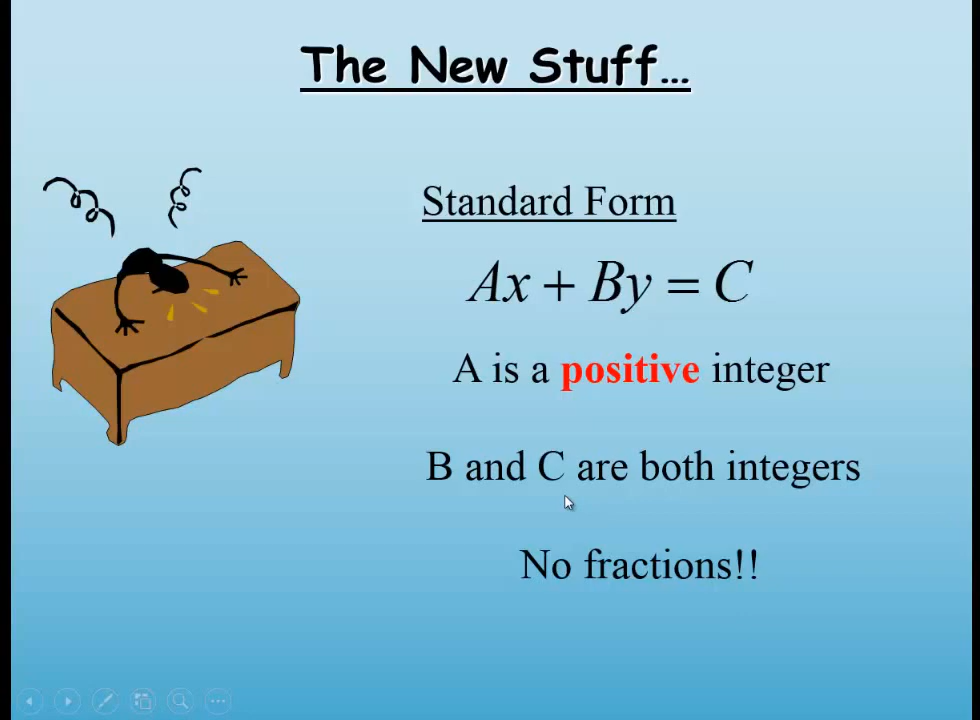 The New Stuff…
Standard Form
Ax + By = C
A is a positive integer
B and C are both integers
No fractions!!